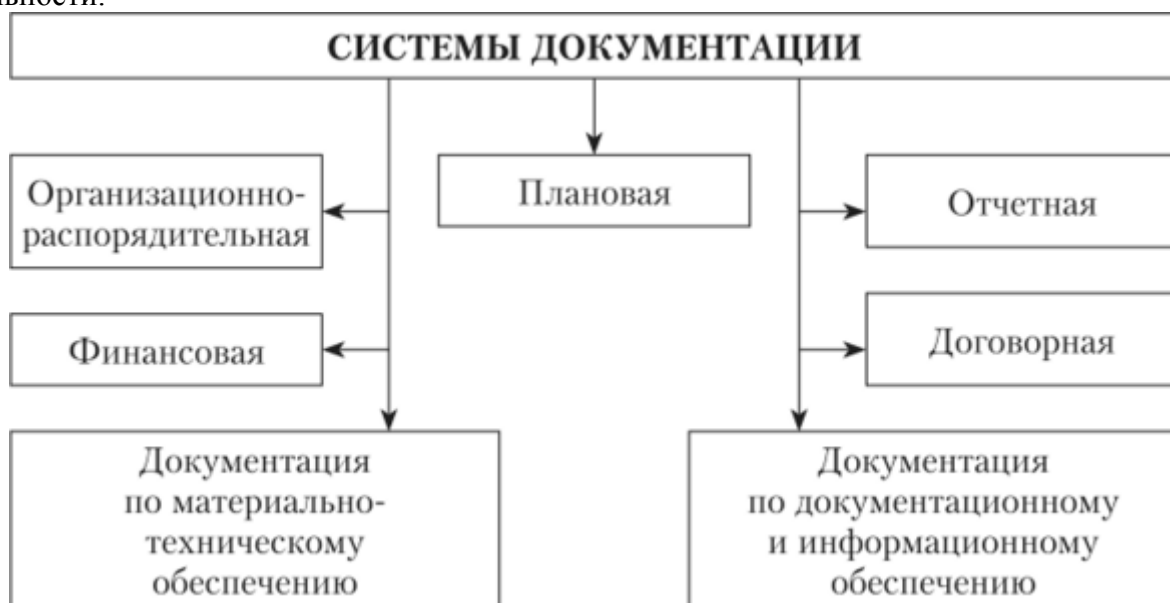 СИСТЕМЫ ДОКУМЕНТАЦИИ
Организационно-
распорядительная
Плановая
Отчетная
Финансовая
Договорная
Документация
по материально-
техническому
обеспечению
Документация
по документационному
и информационному
обеспечению